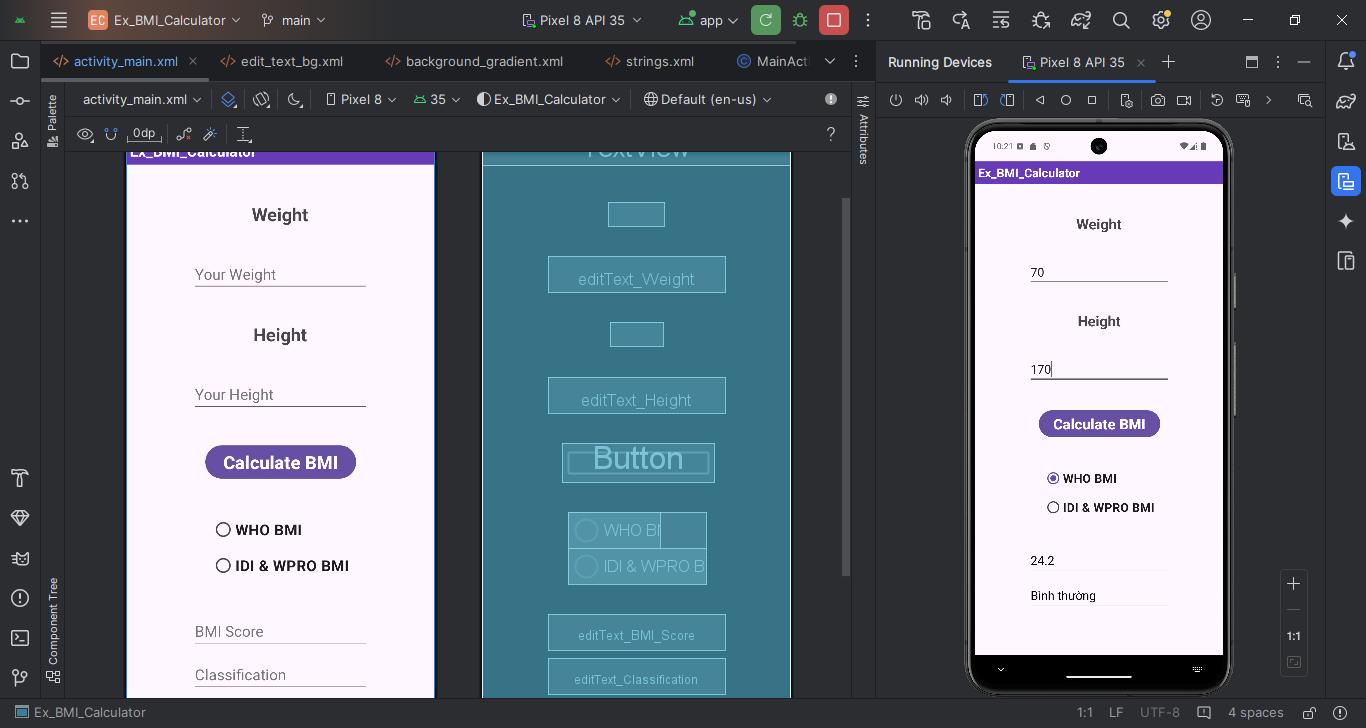 EC Ex_BMI_Calculator main Pixel 8 API 35 app
activity_main.xml edit_text_bg.xml background_gradient.xml strings.xml MainActi
Running Devices Pixel 8 API 35
activity_main.xml Pixel 8 35 Ex_BMI_Calculator Default (en-us)
0dp ?
Palette
Attributes
Component Tree
Ex_BMI_Calculator
Weight
Your Weight
Height
Your Height
Calculate BMI
WHO BMI
IDI & WPRO BMI
BMI Score
Classification
TextView
editText_Weight
editText_Height
Button
WHO BM
IDI & WPRO B
editText_BMI_Score
editText_Classification
10:21
Ex_BMI_Calculator
Weight
70
Height
170
Calculate BMI
WHO BMI
IDI & WPRO BMI
24.2
Bình thường
1:1
Ex_BMI_Calculator 1:1 LF UTF-8 4 spaces